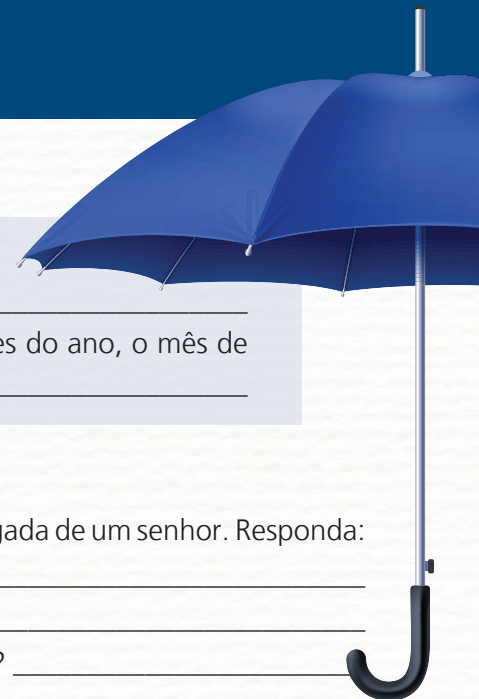 es do ano, o mês de
gada de um senhor. Responda:
?